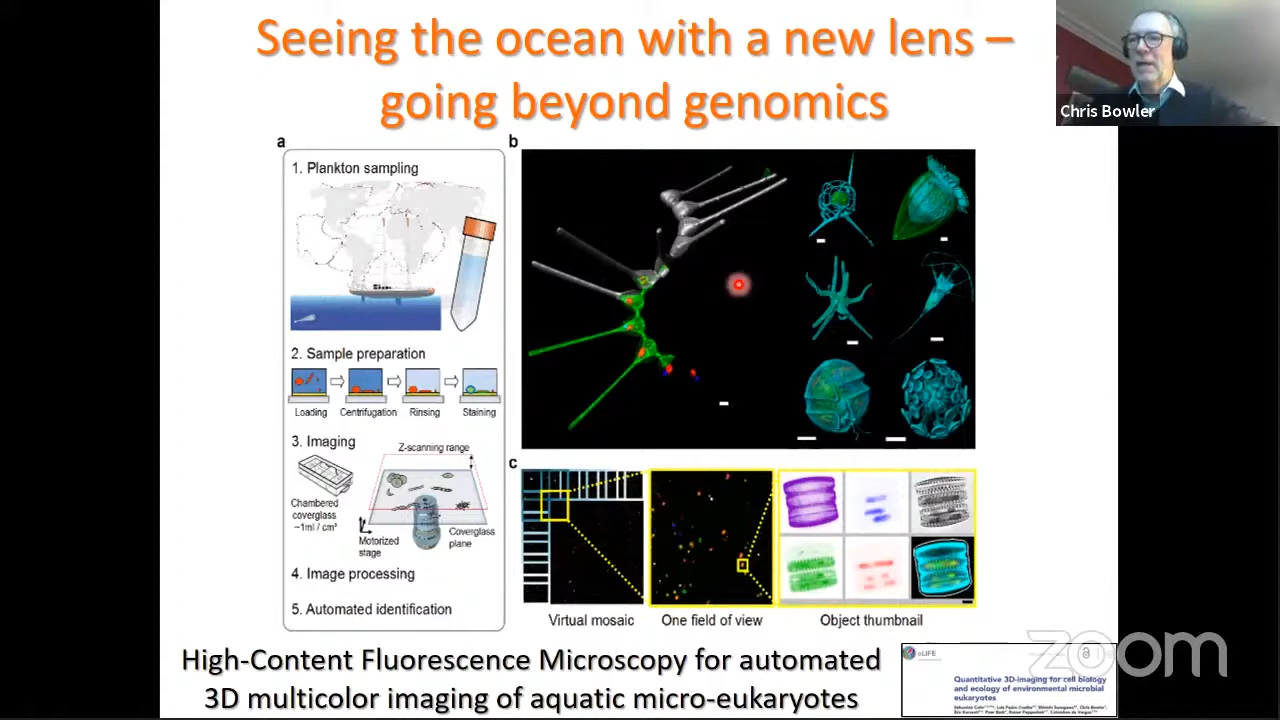 Seeing the ocean with a new lens –
going beyond genomics
Chris Bowler
a
1. Plankton sampling
2. Sample preparation
Loading
Centrifugation
Rinsing
Staining
3. Imaging
Z-scanning range
Chambered
coverglass
~1ml / cm²
Motorized
stage
Coverglass
plane
4. Image processing
5. Automated identification
b
c
Virtual mosaic
One field of view
Object thumbnail
High-Content Fluorescence Microscopy for automated
3D multicolor imaging of aquatic micro-eukaryotes
eLIFE
Quantitative 3D-imaging for cell biology
and ecology of environmental microbial
eukaryotes
zoom